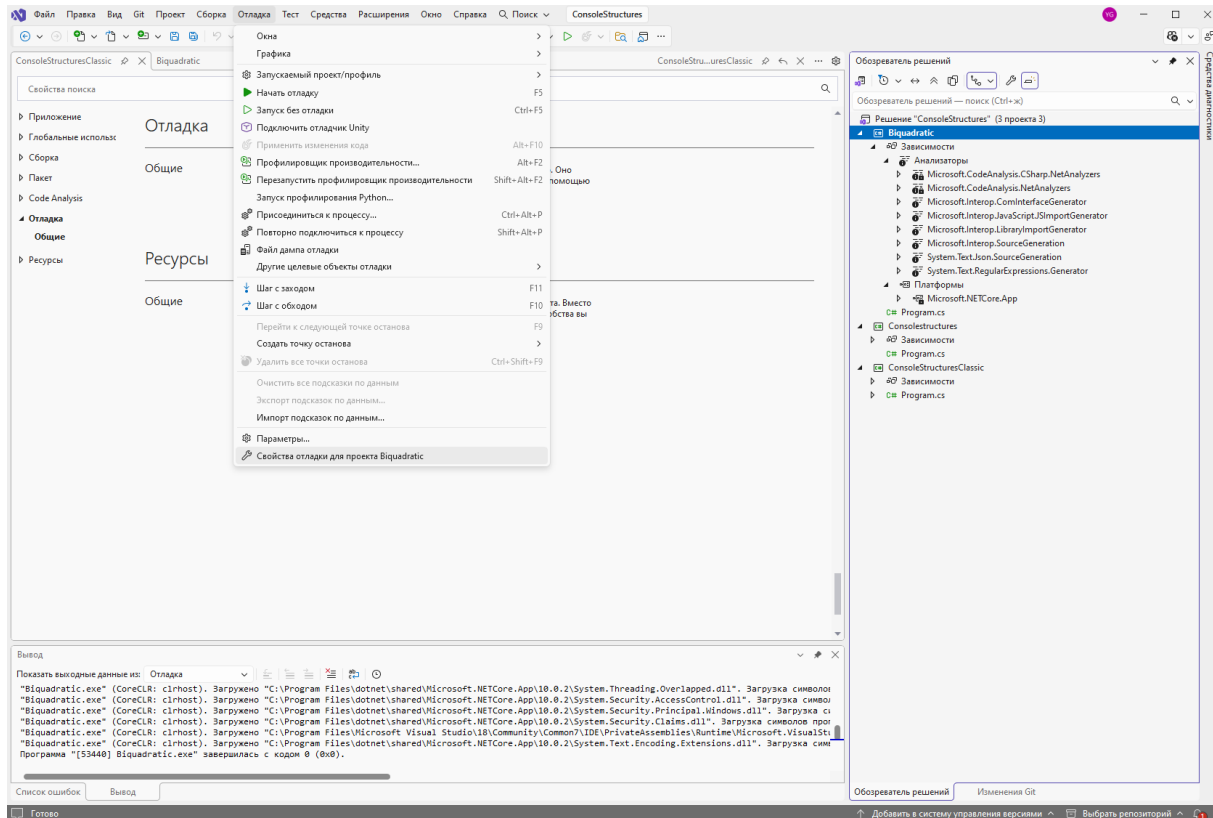 Файл Правка Вид Git Проект Сборка Отладка Тест Средства Расширения Окно Справка Поиск ConsoleStructures YG
ConsoleStructuresClassic Biquadratic ConsoleStru...uresClassic
Свойства поиска
Приложение
Глобальные использс
Сборка
Пакет
Code Analysis
Отладка
Общие
Ресурсы
Отладка
Общие
. Оно
помощью
Ресурсы
Общие
та. Вместо
обства вы
Окна
Графика
Запускаемый проект/профиль
Начать отладку F5
Запуск без отладки Ctrl+F5
Подключить отладчик Unity
Применить изменения кода Alt+F10
Профилировщик производительности... Alt+F2
Перезапустить профилировщик производительности Shift+Alt+F2
Запуск профилирования Python...
Присоединиться к процессу... Ctrl+Alt+P
Повторно подключиться к процессу Shift+Alt+P
Файл дампа отладки
Другие целевые объекты отладки
Шаг с заходом F11
Шаг с обходом F10
Перейти к следующей точке останова F9
Создать точку останова
Удалить все точки останова Ctrl+Shift+F9
Очистить все подсказки по данным
Экспорт подсказок по данным...
Импорт подсказок по данным...
Параметры...
Свойства отладки для проекта Biquadratic
Обозреватель решений
Обозреватель решений — поиск (Ctrl+ж)
Решение "ConsoleStructures" (3 проекта 3)
Biquadratic
Зависимости
Анализаторы
Microsoft.CodeAnalysis.CSharp.NetAnalyzers
Microsoft.CodeAnalysis.NetAnalyzers
Microsoft.Interop.ComInterfaceGenerator
Microsoft.Interop.JavaScript.JSImportGenerator
Microsoft.Interop.LibraryImportGenerator
Microsoft.Interop.SourceGeneration
System.Text.Json.SourceGeneration
System.Text.RegularExpressions.Generator
Платформы
Microsoft.NETCore.App
C# Program.cs
Consolestructures
Зависимости
C# Program.cs
ConsoleStructuresClassic
Зависимости
C# Program.cs
Средства диагностики
Вывод
Показать выходные данные из: Отладка
"Biquadratic.exe" (CoreCLR: clrhost). Загружено "C:\Program Files\dotnet\shared\Microsoft.NETCore.App\10.0.2\System.Threading.Overlapped.dll". Загрузка символов
"Biquadratic.exe" (CoreCLR: clrhost). Загружено "C:\Program Files\dotnet\shared\Microsoft.NETCore.App\10.0.2\System.Security.AccessControl.dll". Загрузка символ
"Biquadratic.exe" (CoreCLR: clrhost). Загружено "C:\Program Files\dotnet\shared\Microsoft.NETCore.App\10.0.2\System.Security.Principal.Windows.dll". Загрузка си
"Biquadratic.exe" (CoreCLR: clrhost). Загружено "C:\Program Files\dotnet\shared\Microsoft.NETCore.App\10.0.2\System.Security.Claims.dll". Загрузка символов проп
"Biquadratic.exe" (CoreCLR: clrhost). Загружено "C:\Program Files\Microsoft Visual Studio\18\Community\Common7\IDE\PrivateAssemblies\Runtime\Microsoft.VisualStu
"Biquadratic.exe" (CoreCLR: clrhost). Загружено "C:\Program Files\dotnet\shared\Microsoft.NETCore.App\10.0.2\System.Text.Encoding.Extensions.dll". Загрузка симв
Программа "[53440] Biquadratic.exe" завершилась с кодом 0 (0x0).
Список ошибок Вывод
Обозреватель решений Изменения Git
Готово Добавить в систему управления версиями Выбрать репозиторий 1